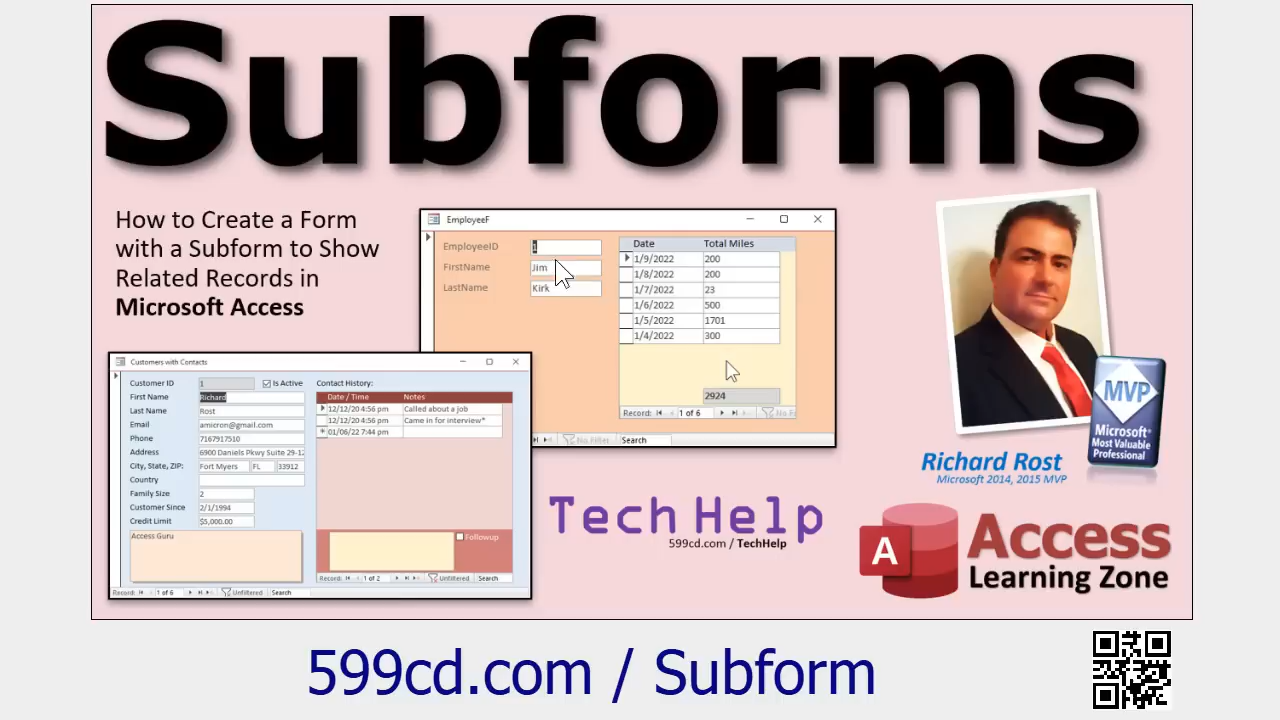 Subforms
How to Create a Form
with a Subform to Show
Related Records in
Microsoft Access
EmployeeF
EmployeeID 1
FirstName Jim
LastName Kirk
Date Total Miles
1/9/2022 200
1/8/2022 200
1/7/2022 23
1/6/2022 500
1/5/2022 1701
1/4/2022 300
2924
Record: 1 of 6 No Fi
No Filter Search
Customers with Contacts
Customer ID 1 Is Active
First Name Richard
Last Name Rost
Email amicron@gmail.com
Phone 7167917510
Address 6900 Daniels Pkwy Suite 29-12
City, State, ZIP: Fort Myers FL 33912
Country
Family Size 2
Customer Since 2/1/1994
Credit Limit $5,000.00
Access Guru
Contact History:
Date / Time Notes
12/12/20 4:56 pm Called about a job
12/12/20 4:56 pm Came in for interview*
* 01/06/22 7:44 pm
Followup
Record: 1 of 2 Unfiltered Search
Record: 1 of 6 Unfiltered Search
Tech Help
599cd.com / TechHelp
MVP
Microsoft®
Most Valuable
Professional
Richard Rost
Microsoft 2014, 2015 MVP
A
Access
Learning Zone
599cd.com / Subform